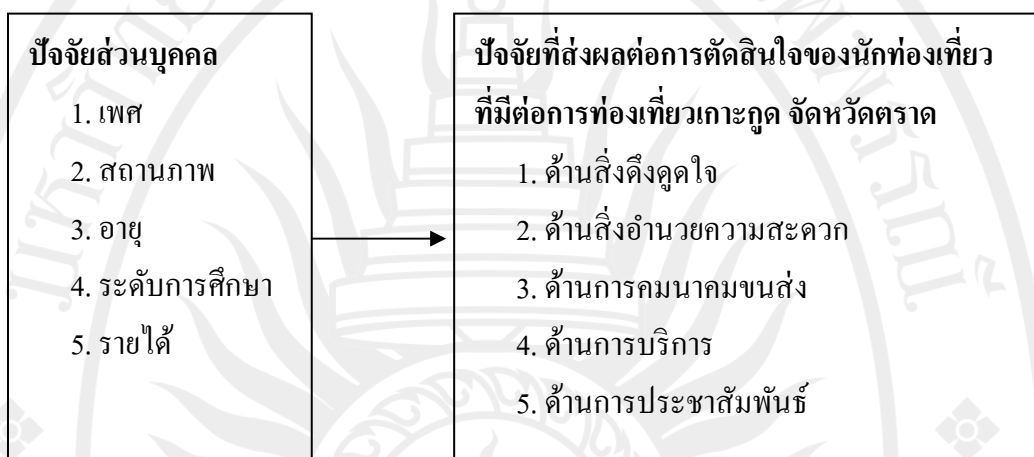 ปัจจัยส่วนบุคคล
1. เพศ
2. สถานภาพ
3. อายุ
4. ระดับการศึกษา
5. รายได้
ปัจจัยที่ส่งผลต่อการตัดสินใจของนักท่องเที่ยว
ที่มีต่อการท่องเที่ยวเกาะกูด จัดหวัดตราด
1. ด้านสิ่งดึงดูดใจ
2. ด้านสิ่งอำนวยความสะดวก
3. ด้านการคมนาคมขนส่ง
4. ด้านการบริการ
5. ด้านการประชาสัมพันธ์